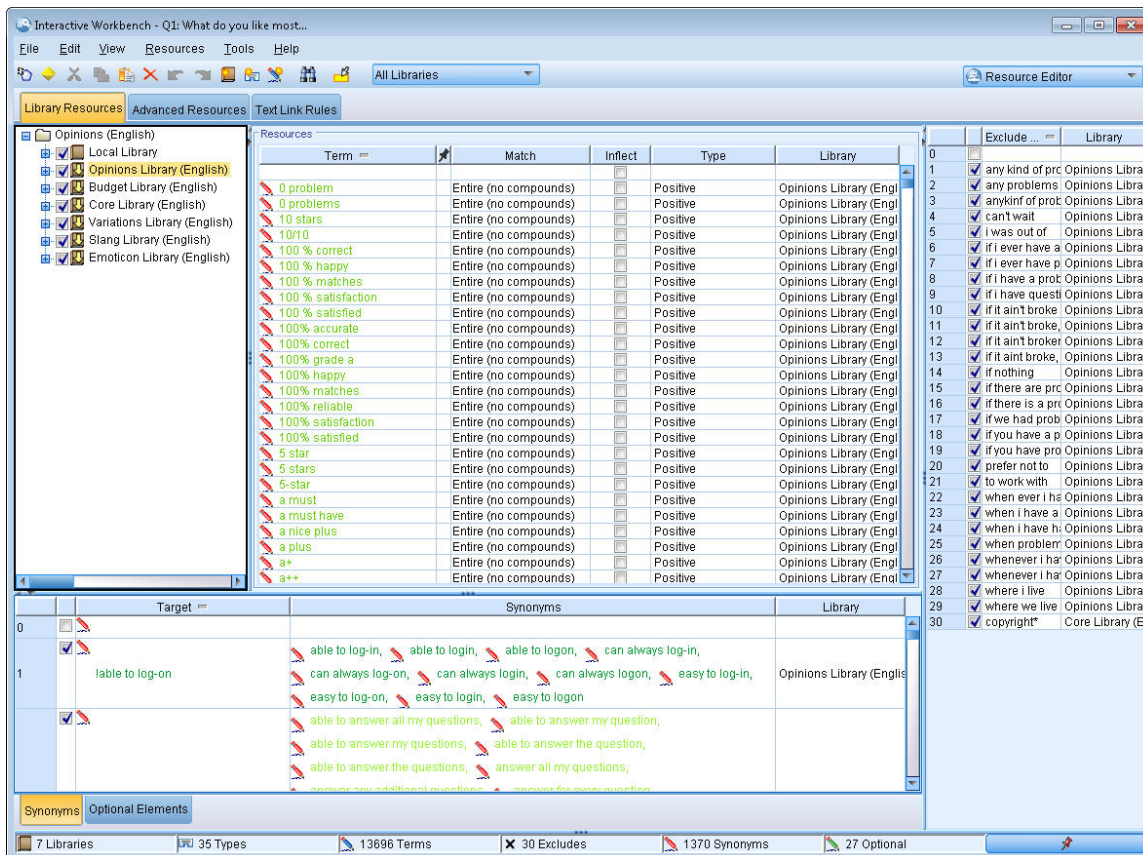 Interactive Workbench - Q1: What do you like most...
File Edit View Resources Tools Help
All Libraries
Resource Editor
Library Resources Advanced Resources Text Link Rules
Opinions (English)
Local Library
Opinions Library (English)
Budget Library (English)
Core Library (English)
Variations Library (English)
Slang Library (English)
Emoticon Library (English)
Resources
Term Match Inflect Type Library
0 problem Entire (no compounds) Positive Opinions Library (Engl
0 problems Entire (no compounds) Positive Opinions Library (Engl
10 stars Entire (no compounds) Positive Opinions Library (Engl
10/10 Entire (no compounds) Positive Opinions Library (Engl
100 % correct Entire (no compounds) Positive Opinions Library (Engl
100 % happy Entire (no compounds) Positive Opinions Library (Engl
100 % matches Entire (no compounds) Positive Opinions Library (Engl
100 % satisfaction Entire (no compounds) Positive Opinions Library (Engl
100 % satisfied Entire (no compounds) Positive Opinions Library (Engl
100% accurate Entire (no compounds) Positive Opinions Library (Engl
100% correct Entire (no compounds) Positive Opinions Library (Engl
100% grade a Entire (no compounds) Positive Opinions Library (Engl
100% happy Entire (no compounds) Positive Opinions Library (Engl
100% matches Entire (no compounds) Positive Opinions Library (Engl
100% reliable Entire (no compounds) Positive Opinions Library (Engl
100% satisfaction Entire (no compounds) Positive Opinions Library (Engl
100% satisfied Entire (no compounds) Positive Opinions Library (Engl
5 star Entire (no compounds) Positive Opinions Library (Engl
5 stars Entire (no compounds) Positive Opinions Library (Engl
5-star Entire (no compounds) Positive Opinions Library (Engl
a must Entire (no compounds) Positive Opinions Library (Engl
a must have Entire (no compounds) Positive Opinions Library (Engl
a nice plus Entire (no compounds) Positive Opinions Library (Engl
a plus Entire (no compounds) Positive Opinions Library (Engl
a+ Entire (no compounds) Positive Opinions Library (Engl
a++ Entire (no compounds) Positive Opinions Library (Engl
Exclude ... Library
0
1 any kind of prc Opinions Libra
2 any problems Opinions Libra
3 anykinf of prob Opinions Libra
4 can't wait Opinions Libra
5 i was out of Opinions Libra
6 if i ever have a Opinions Libra
7 if i ever have p Opinions Libra
8 if i have a prob Opinions Libra
9 if i have questi Opinions Libra
10 if it ain't broke Opinions Libra
11 if it ain't broke, Opinions Libra
12 if it ain't broker Opinions Libra
13 if it aint broke, Opinions Libra
14 if nothing Opinions Libra
15 if there are prc Opinions Libra
16 if there is a pro Opinions Libra
17 if we had prob Opinions Libra
18 if you have a p Opinions Libra
19 if you have pro Opinions Libra
20 prefer not to Opinions Libra
21 to work with Opinions Libra
22 when ever i ha Opinions Libra
23 when i have a Opinions Libra
24 when i have h Opinions Libra
25 when problem Opinions Libra
26 whenever i ha Opinions Libra
27 whenever i ha Opinions Libra
28 where i live Opinions Libra
29 where we live Opinions Libra
30 copyright* Core Library (E
Target Synonyms Library
0
able to log-in, able to login, able to logon, can always log-in,
1 !able to log-on can always log-on, can always login, can always logon, easy to log-in, Opinions Library (Englis
easy to log-on, easy to login, easy to logon
able to answer all my questions, able to answer my question,
able to answer my questions, able to answer the question,
able to answer the questions, answer all my questions,
answer any additional questions, answer for every question
Synonyms Optional Elements
7 Libraries 35 Types 13696 Terms 30 Excludes 1370 Synonyms 27 Optional